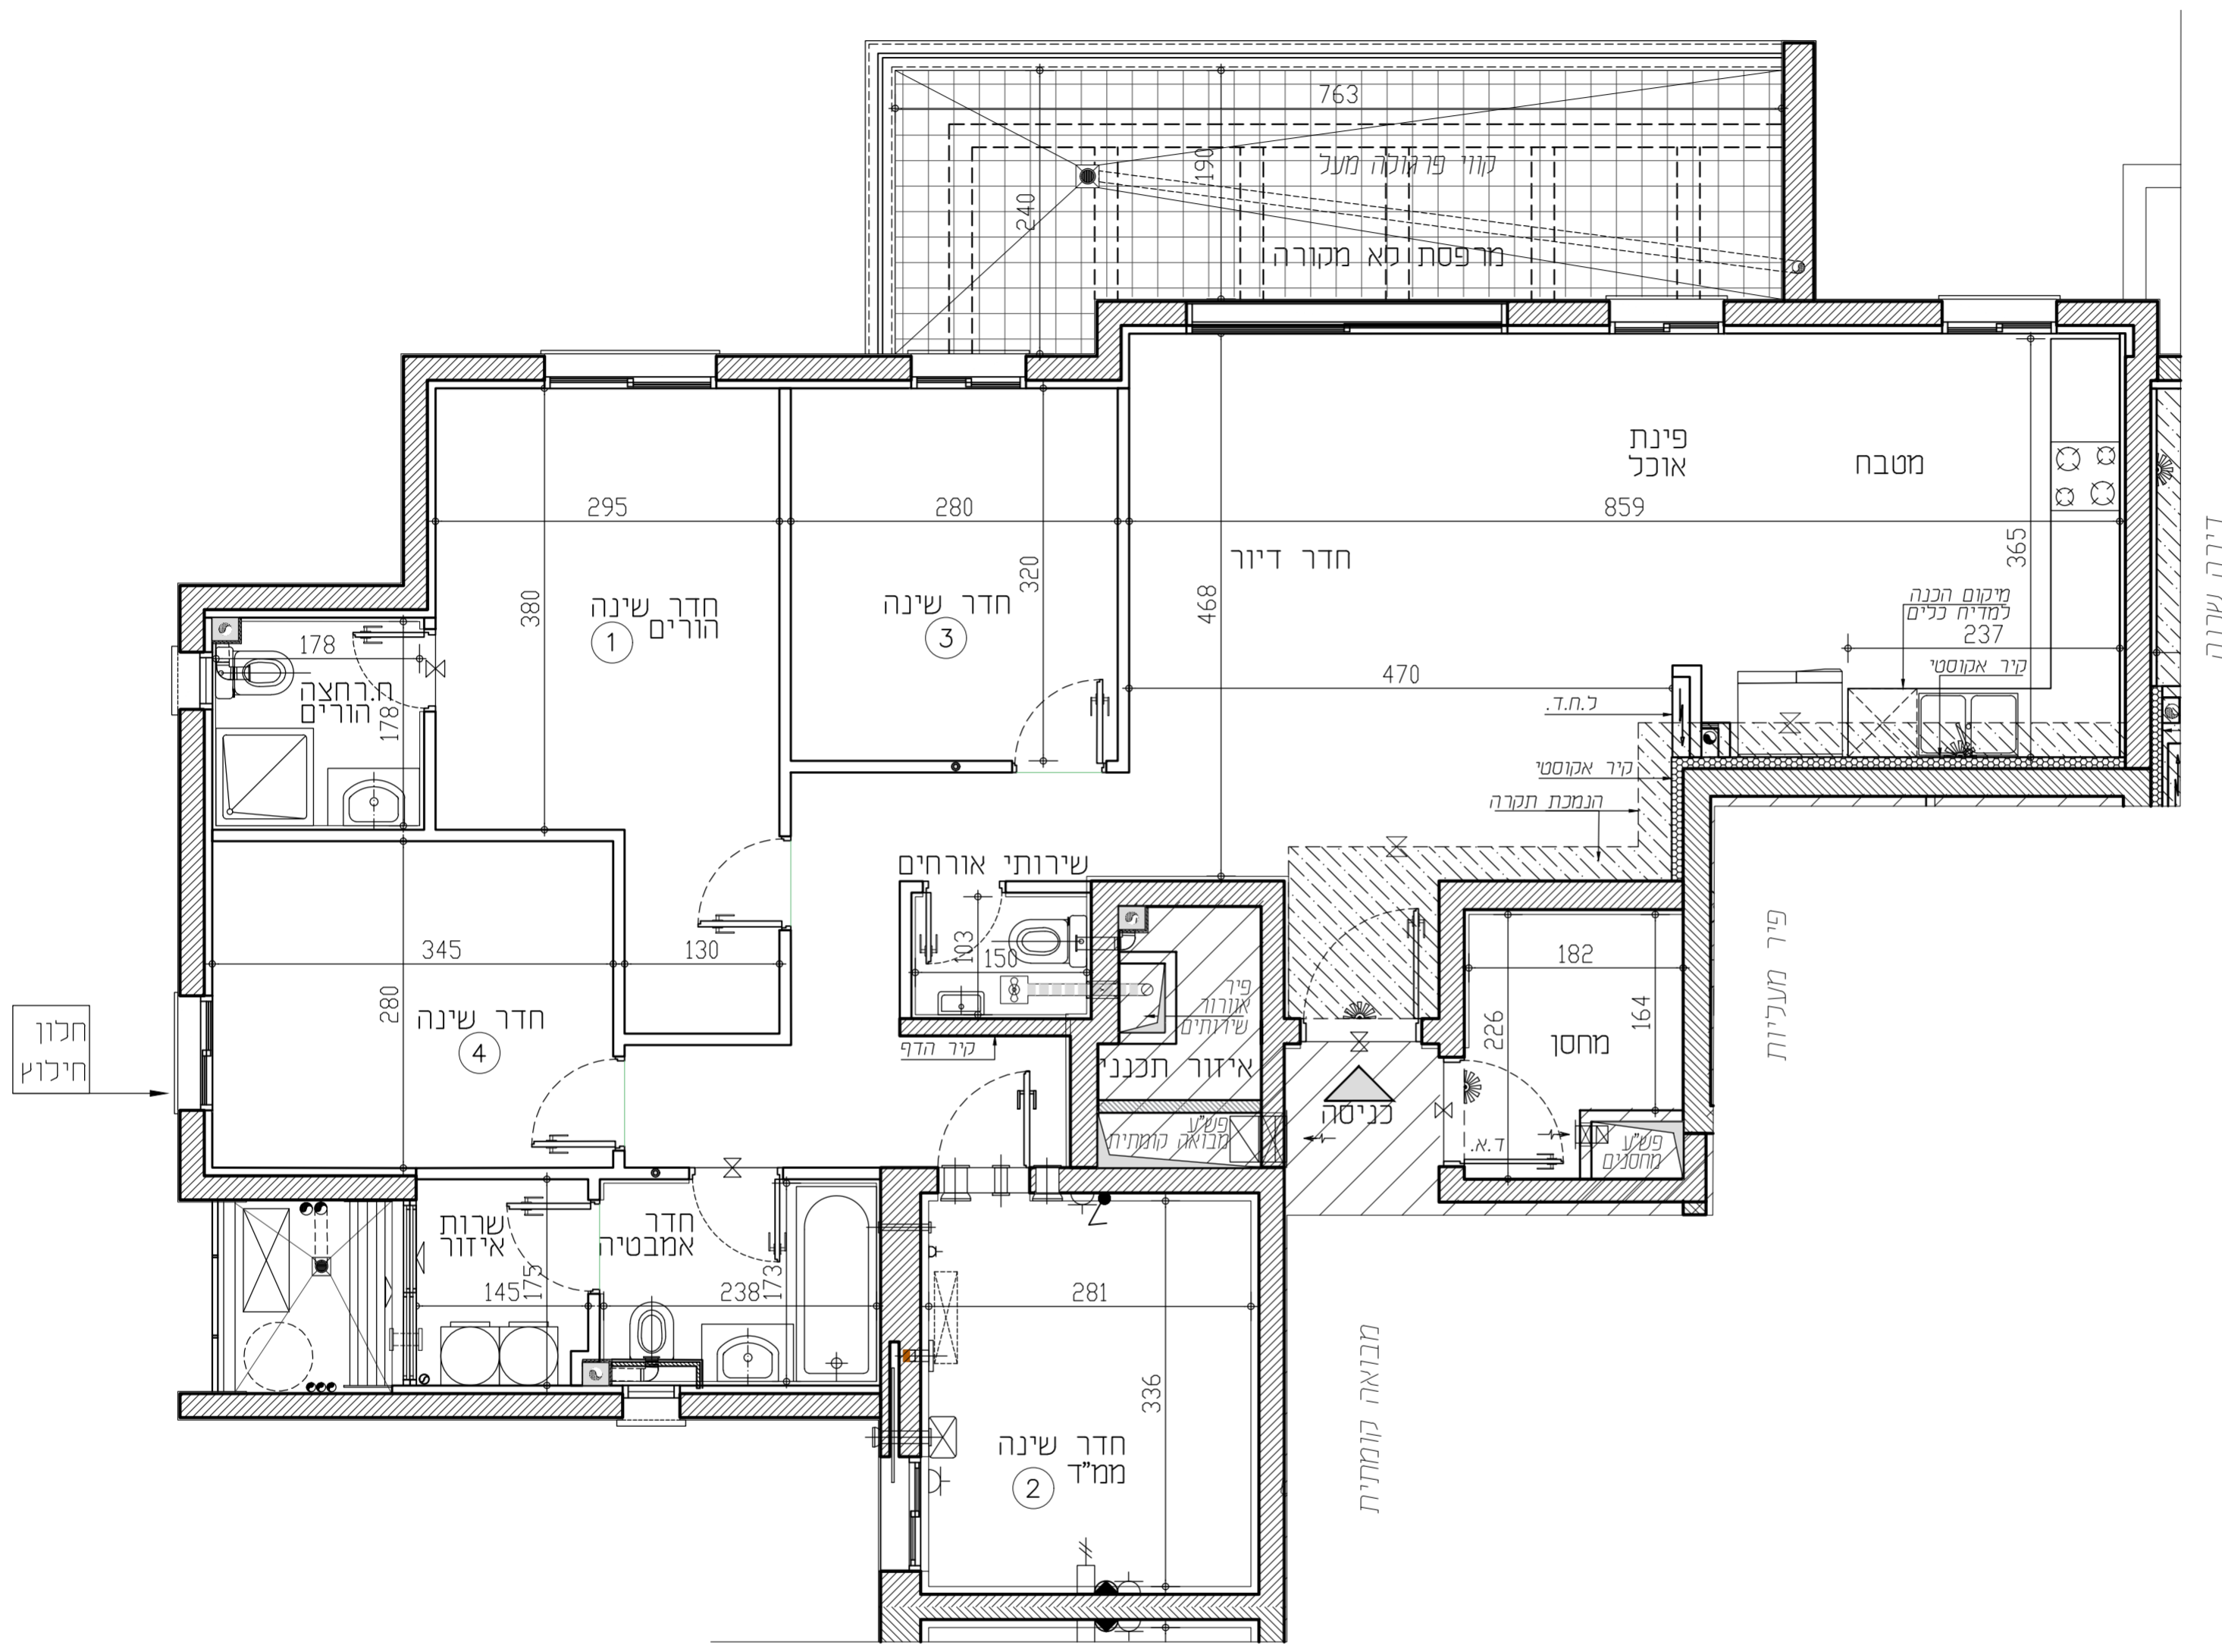 763
קווי פרגולה מעל
190
240
מרפסת לא מקורה
פינת
אוכל
מטבח
295
280
859
חדר דיור
380
320
468
365
חדר שינה
הורים
1
חדר שינה
3
מיקום הכנה
למדיח כלים
237
קיר אקוסטי
דירה שרוה
178
ח.רחצה
הורים
178
470
ל.ח.ד.
קיר אקוסטי
הנמכת תקרה
שירותי אורחים
103
150
345
130
280
חדר שינה
4
חלון
חילוץ
קיר הדף
פיר
אוורור
שירותים
איזור תכנני
פש"ע
מבואה קומתית
כניסה
182
226
164
מחסן
ד.א.
פש"ע
מחסנים
פיר מעליות
שרות
איזור
145
175
חדר
אמבטיה
238
173
281
336
חדר שינה
ממ"ד
2
מבואה קומתית